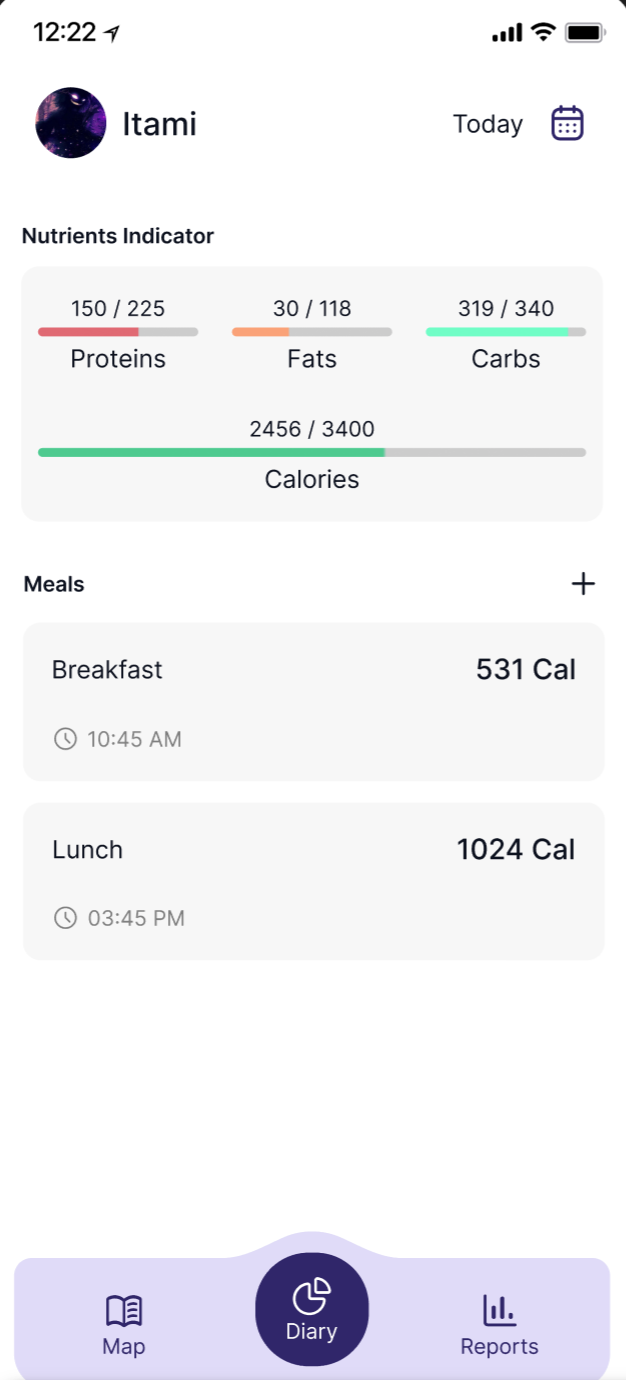 12:22
Itami
Today
Nutrients Indicator
150 / 225
30 / 118
319 / 340
Proteins
Fats
Carbs
2456 / 3400
Calories
Meals
Breakfast
531 Cal
10:45 AM
Lunch
1024 Cal
03:45 PM
Map
Diary
Reports